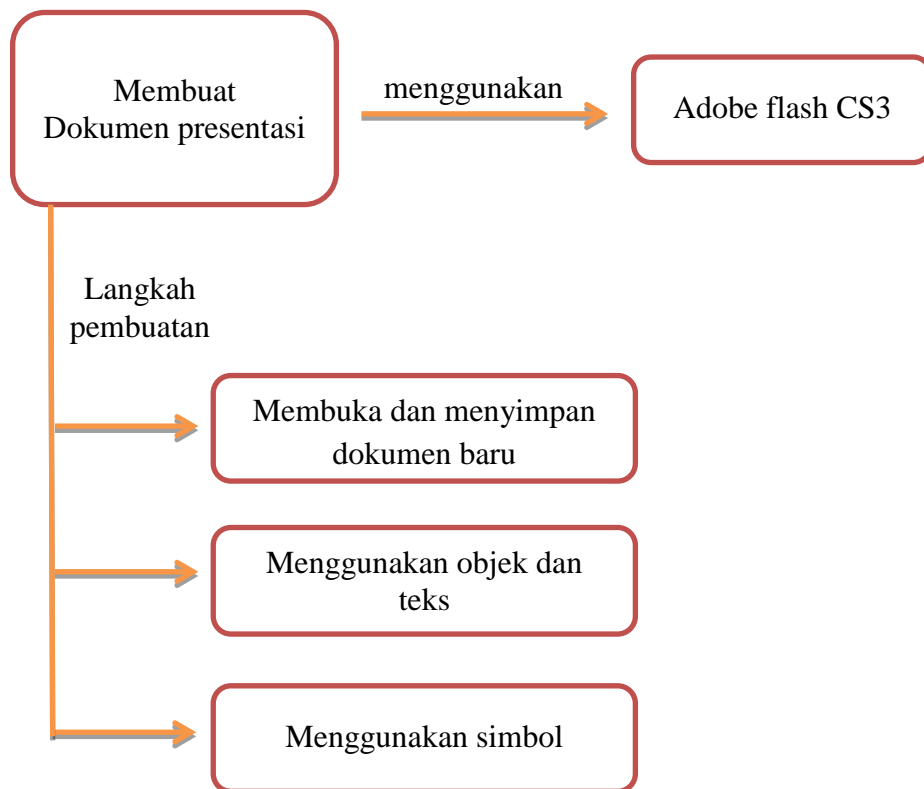 Membuat
Dokumen presentasi
menggunakan
Adobe flash CS3
Langkah
pembuatan
Membuka dan menyimpan
dokumen baru
Menggunakan objek dan
teks
Menggunakan simbol